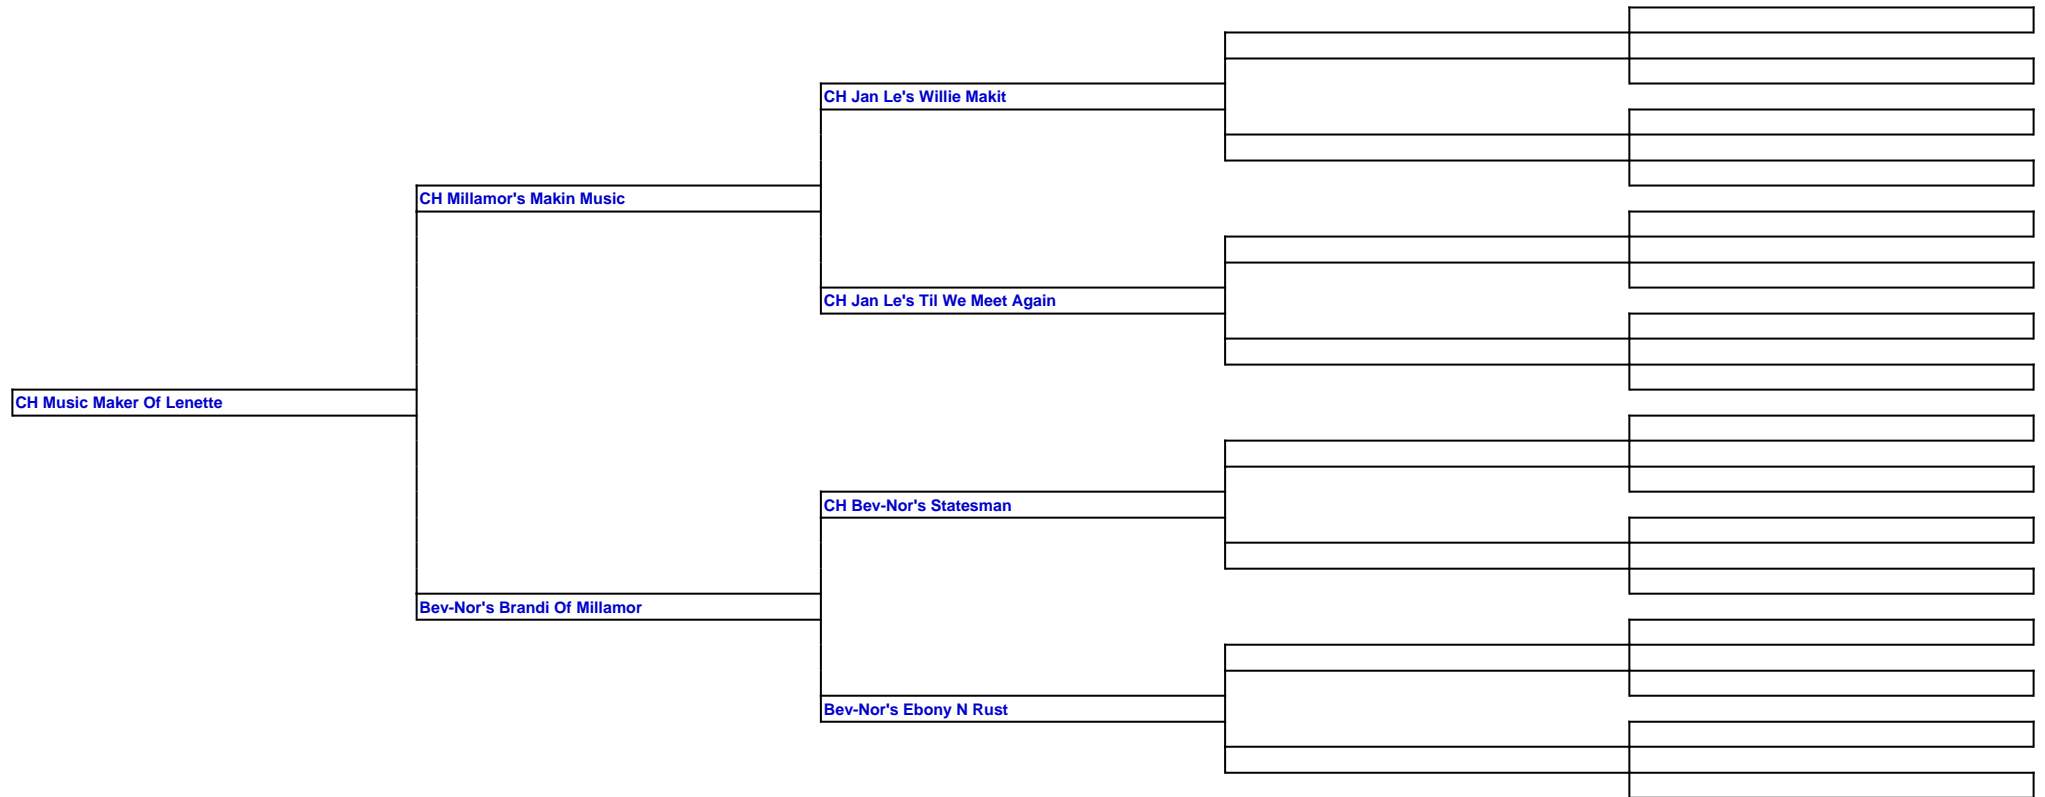 CH Jan Le's Willie Makit
CH Millamor's Makin Music
CH Jan Le's Til We Meet Again
CH Music Maker Of Lenette
CH Bev-Nor's Statesman
Bev-Nor's Brandi Of Millamor
Bev-Nor's Ebony N Rust